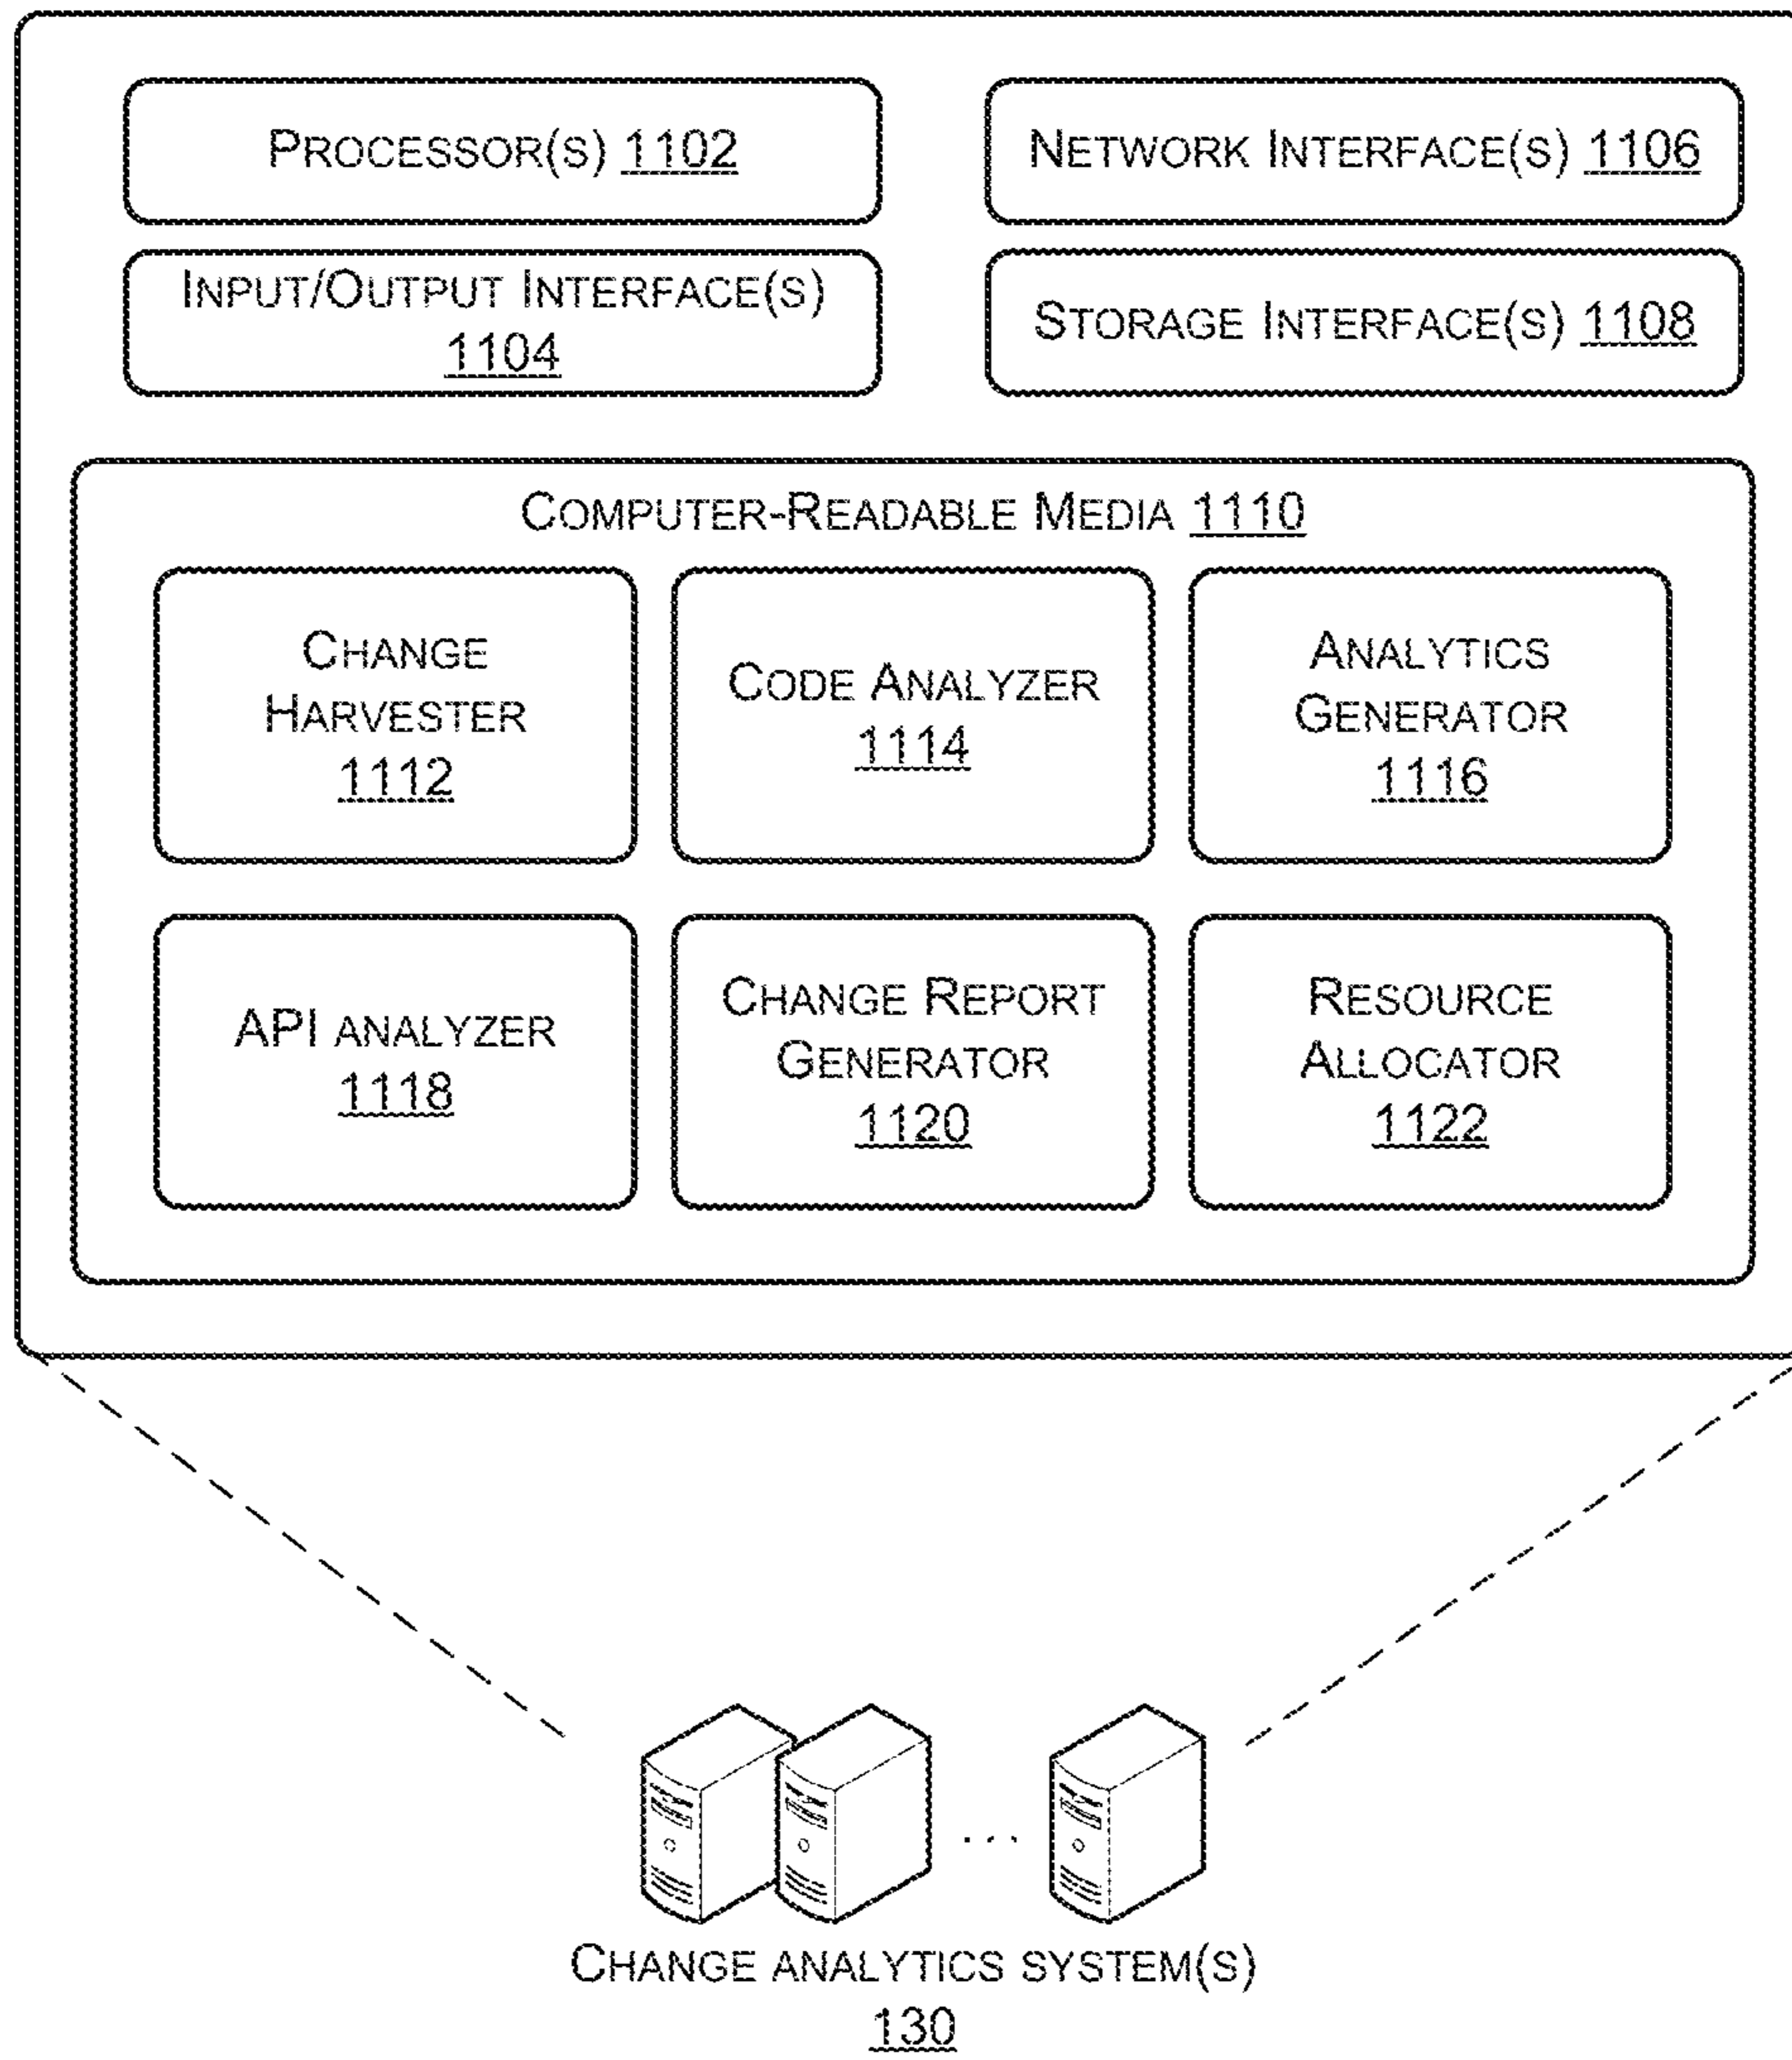 PROCESSOR(S) 1102
NETWORK INTERFACE(S) 1106
INPUT/OUTPUT INTERFACE(S)
1104
STORAGE INTERFACE(S) 1108
COMPUTER-READABLE MEDIA 1110
CHANGE
HARVESTER
1112
CODE ANALYZER
1114
ANALYTICS
GENERATOR
1116
API ANALYZER
1118
CHANGE REPORT
GENERATOR
1120
RESOURCE
ALLOCATOR
1122
...
CHANGE ANALYTICS SYSTEM(S)
130